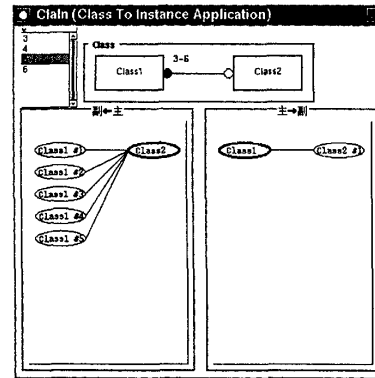 ClaIn (Class To Instance Application)
3
4
6
Class
3-6
Class1
Class2
副←主
主→副
Class1 #1
Class2
Class1 #2
Class1 #3
Class1 #4
Class1 #5
Class1
Class2 #1